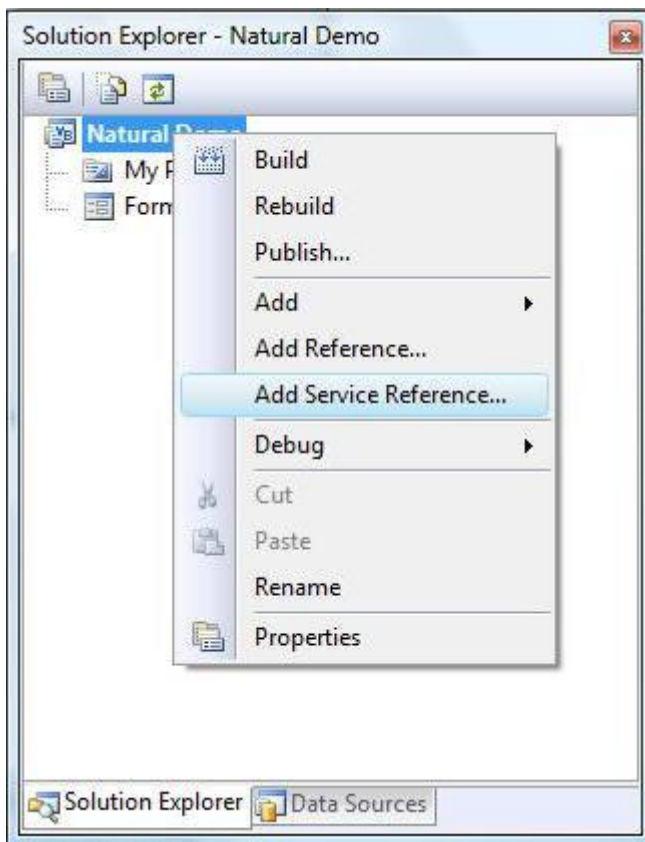 Solution Explorer - Natural Demo
Natural Demo
My P
Form
Build
Rebuild
Publish...
Add
Add Reference...
Add Service Reference...
Debug
Cut
Paste
Rename
Properties
Solution Explorer
Data Sources